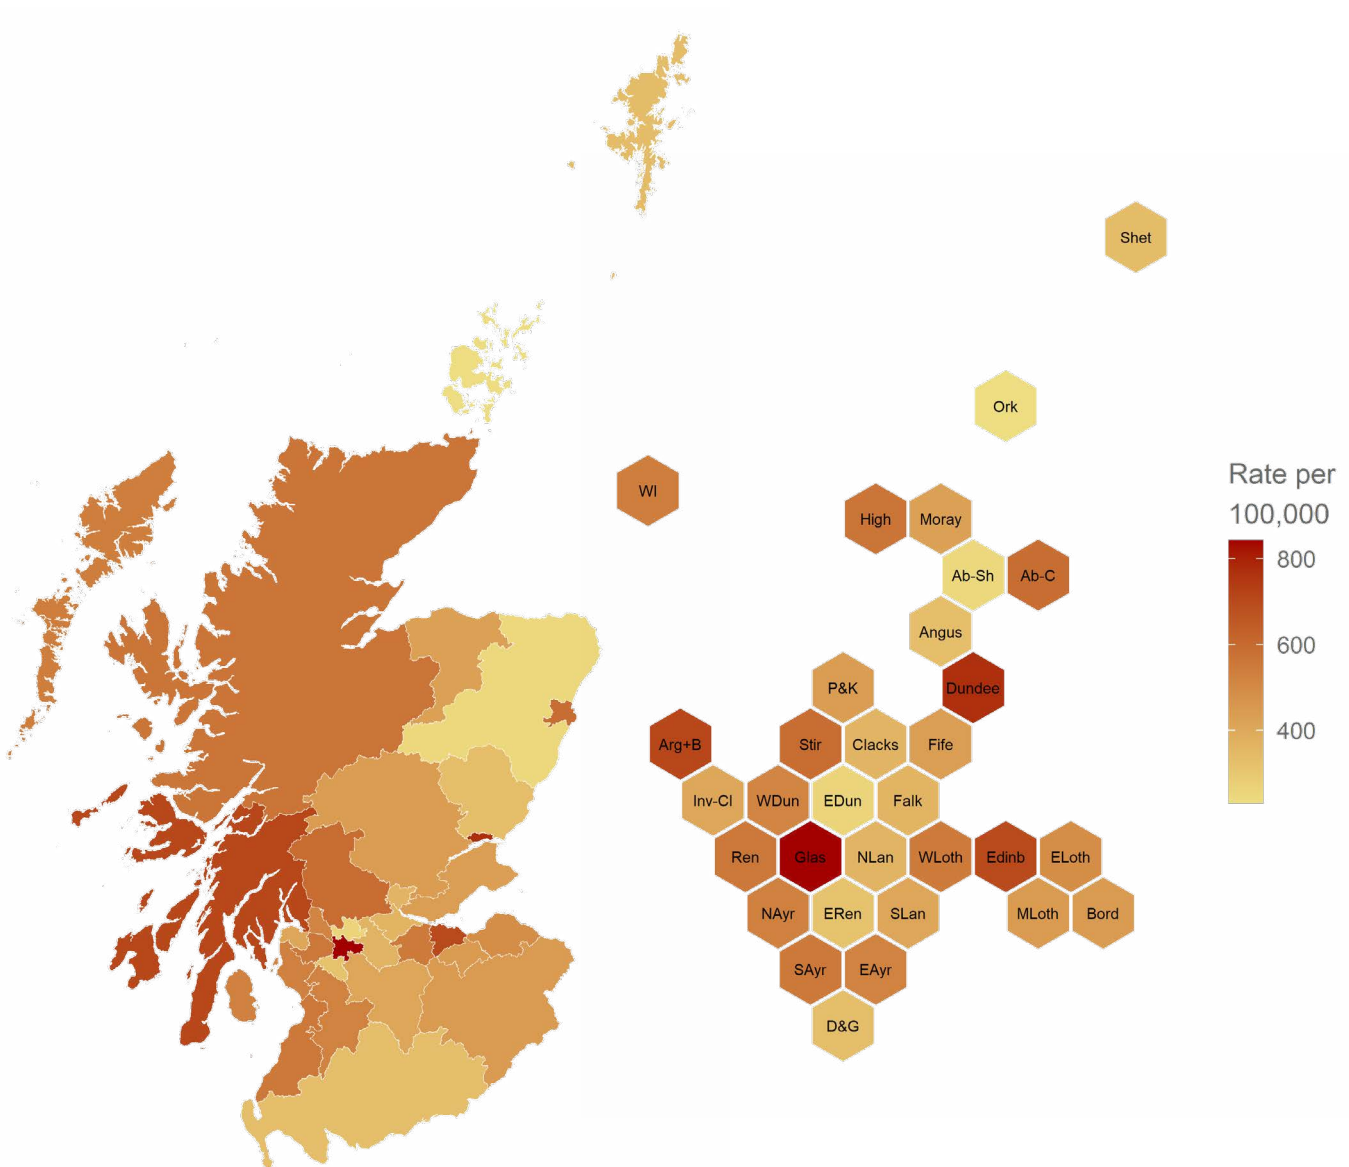 Shet
Ork
WI
High
Moray
Ab-Sh
Ab-C
Angus
P&K
Dundee
Arg+B
Stir
Clacks
Fife
Inv-Cl
WDun
EDun
Falk
Ren
Glas
NLan
WLoth
Edinb
ELoth
NAyr
ERen
SLan
MLoth
Bord
SAyr
EAyr
D&G
Rate per
100,000
800
600
400